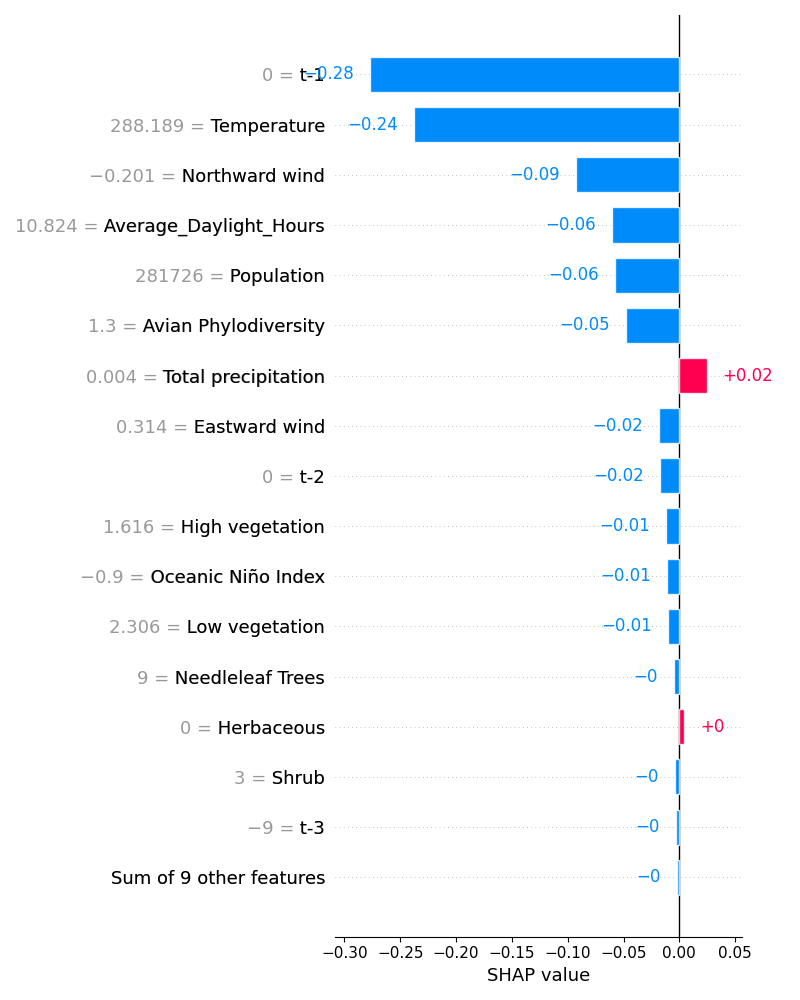 0 = t-1 −0.28
288.189 = Temperature −0.24
−0.201 = Northward wind −0.09
10.824 = Average_Daylight_Hours −0.06
281726 = Population −0.06
1.3 = Avian Phylodiversity −0.05
0.004 = Total precipitation +0.02
0.314 = Eastward wind −0.02
0 = t-2 −0.02
1.616 = High vegetation −0.01
−0.9 = Oceanic Niño Index −0.01
2.306 = Low vegetation −0.01
9 = Needleleaf Trees −0
0 = Herbaceous +0
3 = Shrub −0
−9 = t-3 −0
Sum of 9 other features −0
−0.30 −0.25 −0.20 −0.15 −0.10 −0.05 0.00 0.05
SHAP value